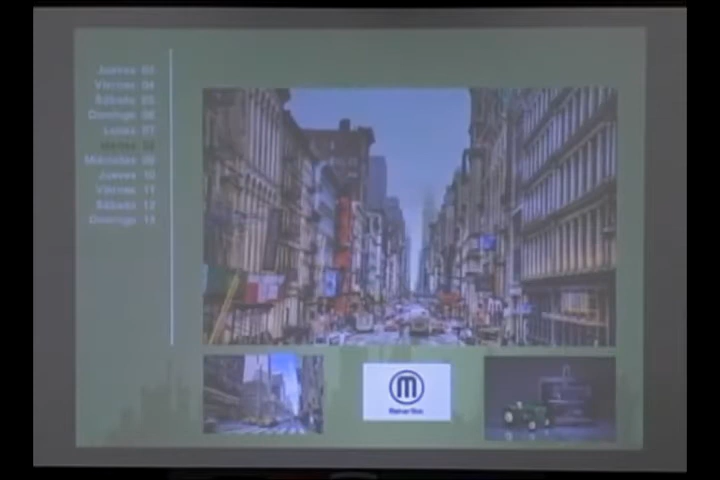 Jueves 03
Viernes 04
Sábado 05
Domingo 06
Lunes 07
Martes 08
Miércoles 09
Jueves 10
Viernes 11
Sábado 12
Domingo 13
M
MakerBot